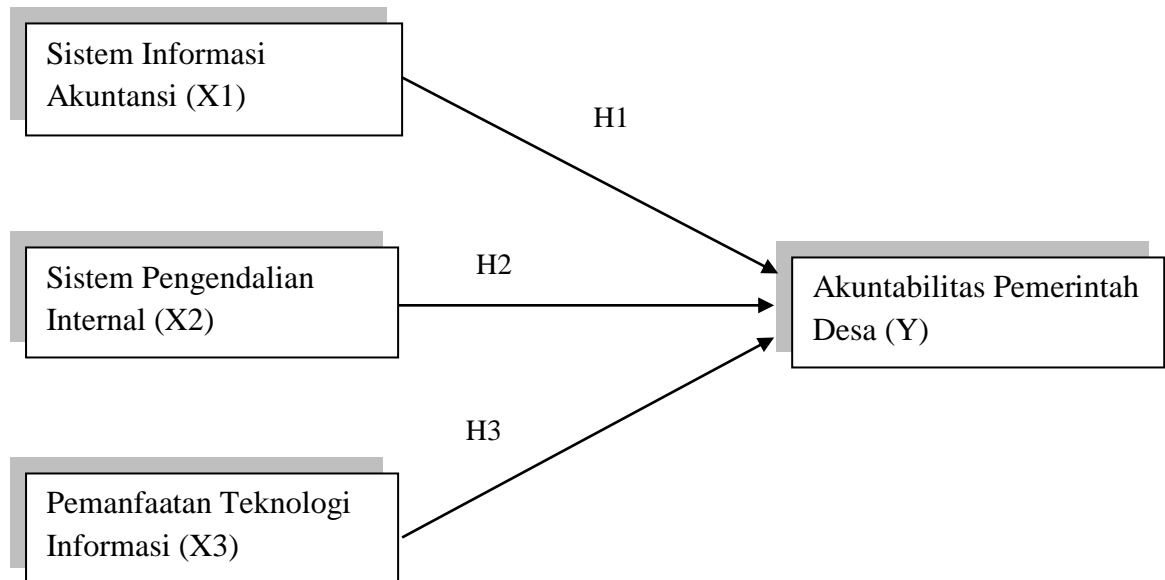 Sistem Informasi
Akuntansi (X1)
H1
Sistem Pengendalian
Internal (X2)
H2
Akuntabilitas Pemerintah
Desa (Y)
H3
Pemanfaatan Teknologi
Informasi (X3)